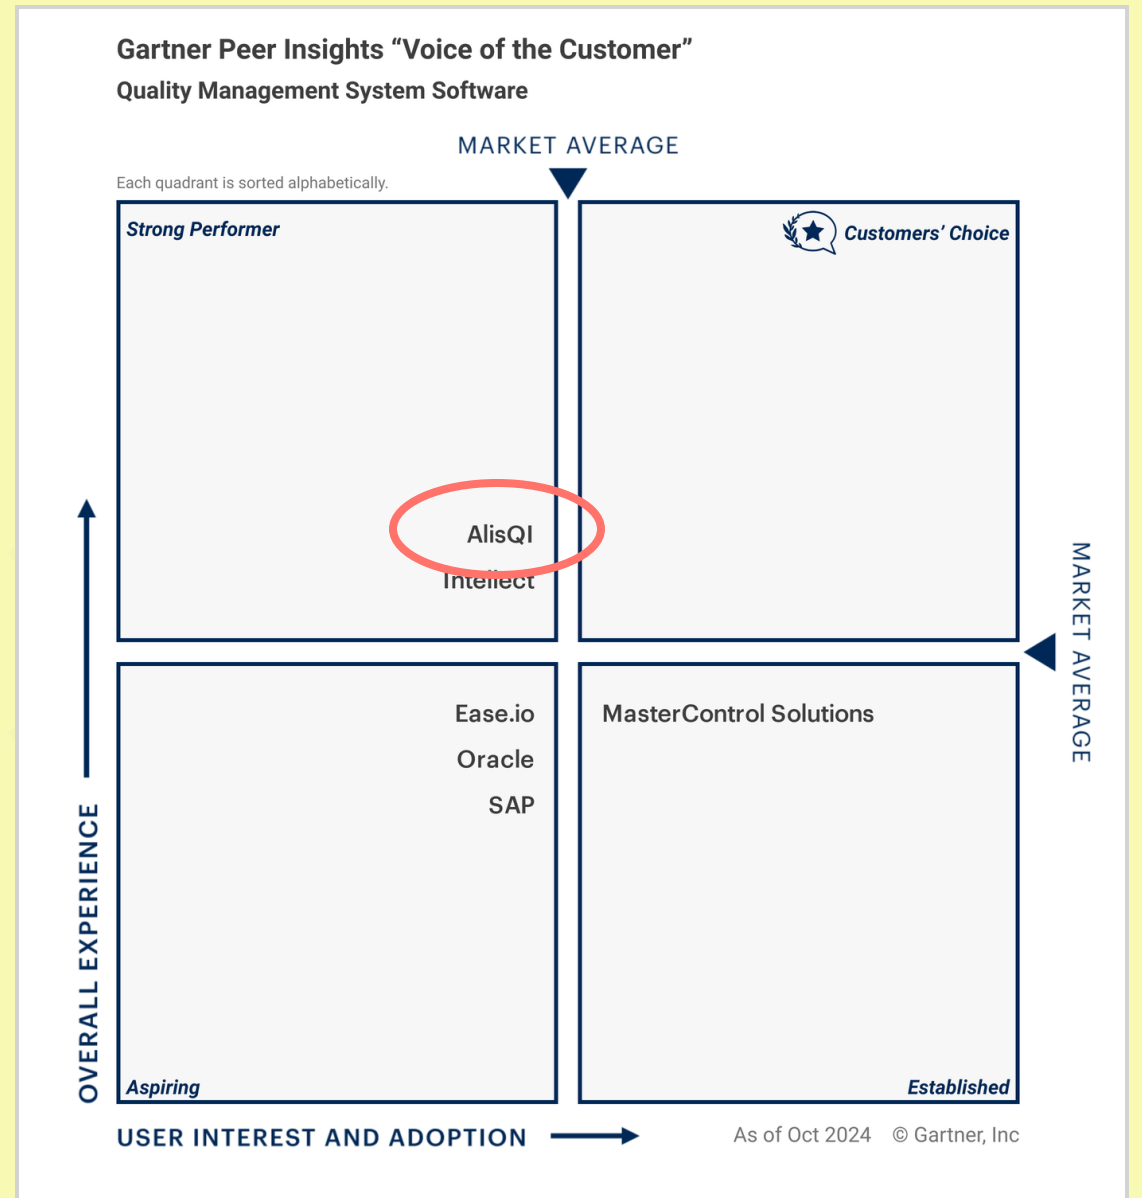 Gartner Peer Insights “Voice of the Customer”
Quality Management System Software
MARKET AVERAGE
Each quadrant is sorted alphabetically.
Strong Performer
Customers’ Choice
AlisQI
Intellect
MARKET AVERAGE
Ease.io
Oracle
SAP
MasterControl Solutions
OVERALL EXPERIENCE
Aspiring
Established
USER INTEREST AND ADOPTION
As of Oct 2024 © Gartner, Inc